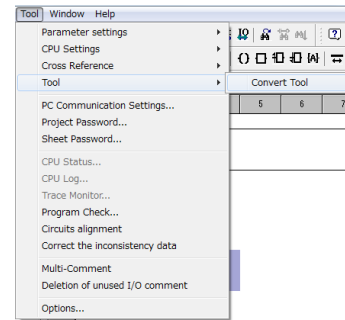 Tool Window Help
Parameter settings
CPU Settings
Cross Reference
Tool
Convert Tool
PC Communication Settings...
5 6 7
Project Password...
Sheet Password...
CPU Status...
CPU Log...
Trace Monitor...
Program Check...
Circuits alignment
Correct the inconsistency data
Multi-Comment
Deletion of unused I/O comment
Options...